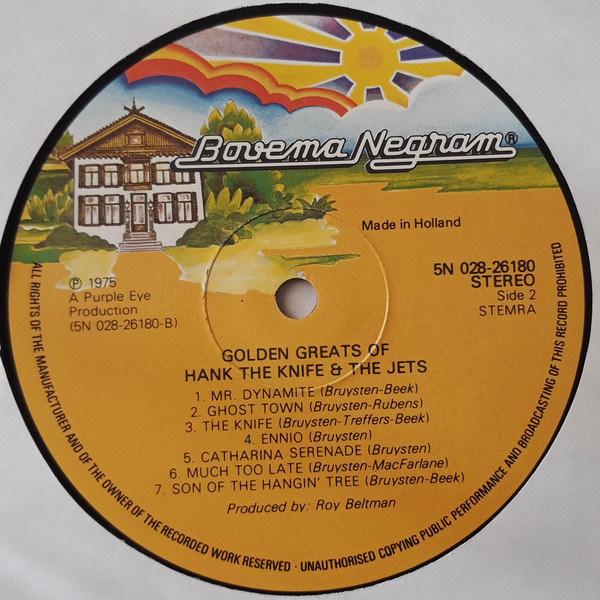 Bovema Negram®
Made in Holland
℗ 1975
A Purple Eye
Production
(5N 028-26180-B)
5N 028-26180
STEREO
Side 2
STEMRA
GOLDEN GREATS OF
HANK THE KNIFE & THE JETS
1. MR. DYNAMITE (Bruysten-Beek)
2. GHOST TOWN (Bruysten-Rubens)
3. THE KNIFE (Bruysten-Treffers-Beek)
4. ENNIO (Bruysten)
5. CATHARINA SERENADE (Bruysten)
6. MUCH TOO LATE (Bruysten-MacFarlane)
7. SON OF THE HANGIN' TREE (Bruysten-Beek)
Produced by: Roy Beltman
ALL RIGHTS OF THE MANUFACTURER AND OF THE OWNER OF THE RECORDED WORK RESERVED · UNAUTHORISED COPYING PUBLIC PERFORMANCE AND BROADCASTING OF THIS RECORD PROHIBITED